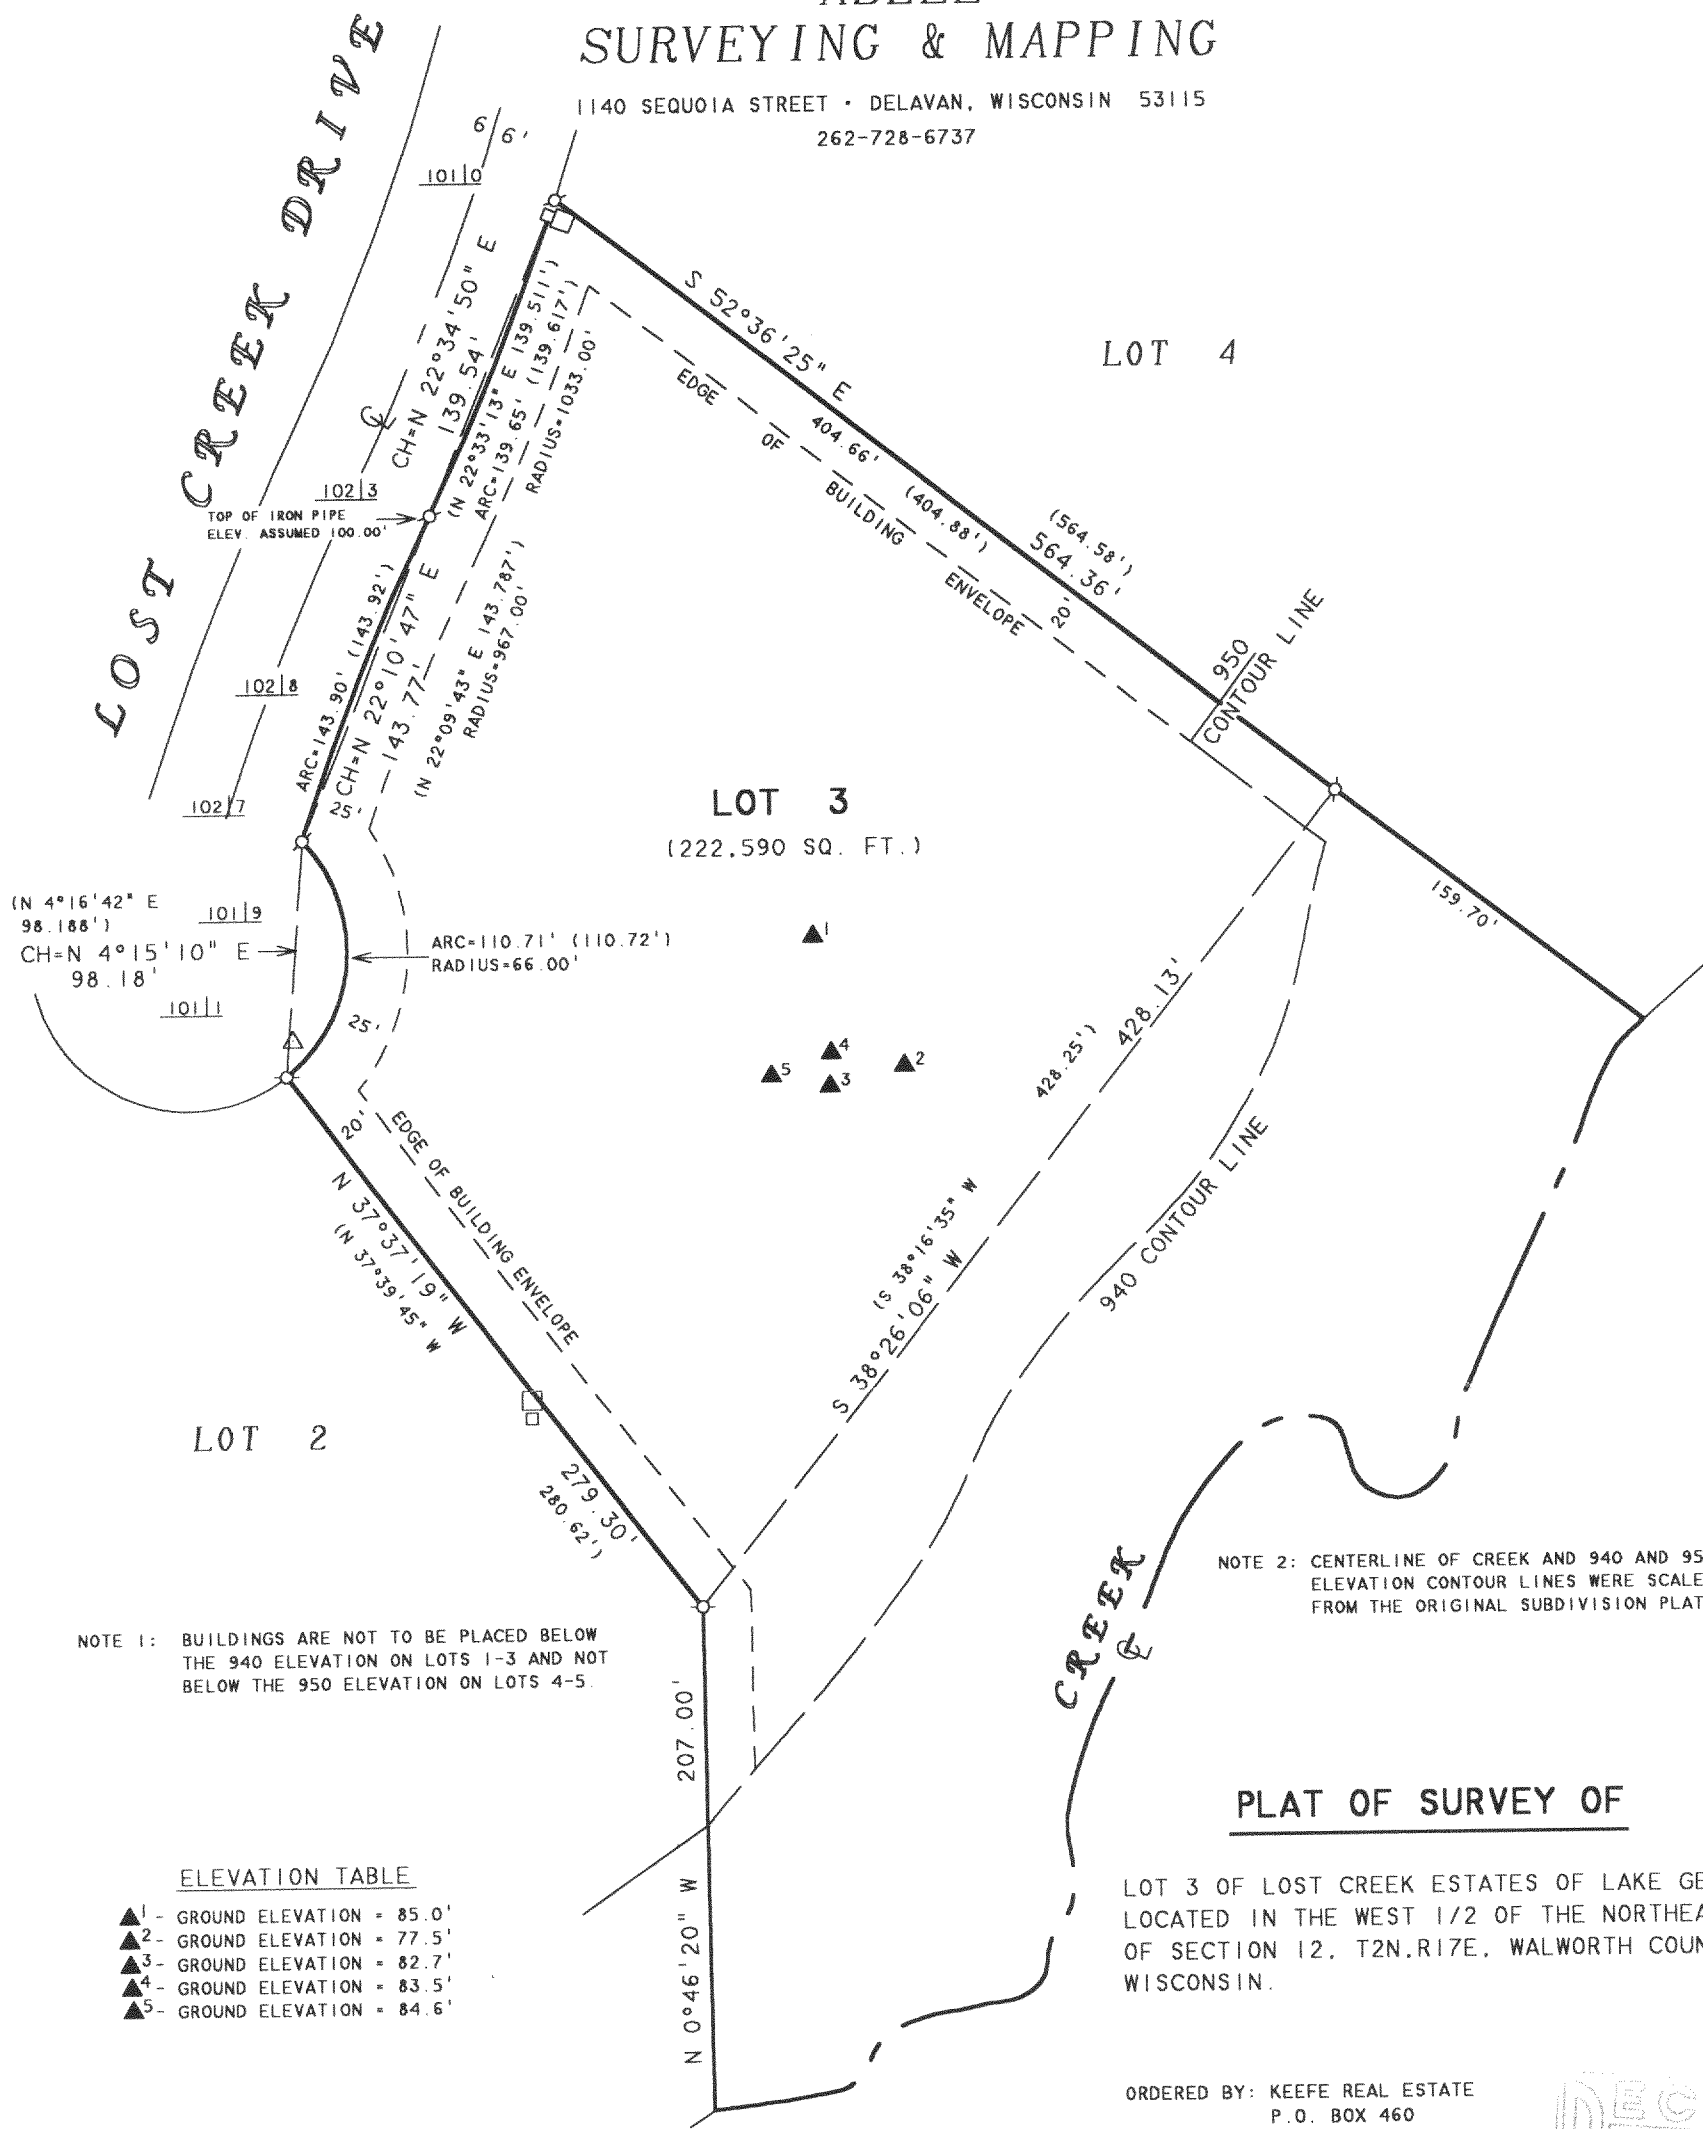 SURVEYING & MAPPING
1140 SEQUOIA STREET · DELAVAN, WISCONSIN 53115
262-728-6737
LOST CREEK DRIVE
6/6'
101|0
102|3
102|8
102|7
101|9
101|1
TOP OF IRON PIPE
ELEV. ASSUMED 100.00'
CH=N 22°34'50" E
139.54'
(N 22°33'13" E 139.511')
ARC=139.65' (139.617')
RADIUS=1033.00'
ARC=143.90' (143.92')
CH=N 22°10'47" E
143.77'
(N 22°09'43" E 143.787')
RADIUS=967.00'
25'
S 52°36'25" E
404.66'
(404.88')
(564.58')
564.36'
EDGE OF BUILDING ENVELOPE
20'
LOT 4
950
CONTOUR LINE
159.70'
LOT 3
(222,590 SQ. FT.)
(N 4°16'42" E
98.188')
CH=N 4°15'10" E
98.18'
ARC=110.71' (110.72')
RADIUS=66.00'
25'
▲1
▲4
▲2
▲5
▲3
428.13'
428.25')
(S 38°16'35" W
S 38°26'06" W
940 CONTOUR LINE
20'
EDGE OF BUILDING ENVELOPE
N 37°37'19" W
(N 37°39'45" W
279.30'
280.62')
LOT 2
NOTE 1: BUILDINGS ARE NOT TO BE PLACED BELOW
THE 940 ELEVATION ON LOTS 1-3 AND NOT
BELOW THE 950 ELEVATION ON LOTS 4-5.
NOTE 2: CENTERLINE OF CREEK AND 940 AND 95
ELEVATION CONTOUR LINES WERE SCALE
FROM THE ORIGINAL SUBDIVISION PLAT
CREEK
207.00'
N 0°46'20" W
PLAT OF SURVEY OF
LOT 3 OF LOST CREEK ESTATES OF LAKE GE
LOCATED IN THE WEST 1/2 OF THE NORTHEA
OF SECTION 12, T2N,R17E, WALWORTH COUN
WISCONSIN.
ELEVATION TABLE
▲1- GROUND ELEVATION = 85.0'
▲2- GROUND ELEVATION = 77.5'
▲3- GROUND ELEVATION = 82.7'
▲4- GROUND ELEVATION = 83.5'
▲5- GROUND ELEVATION = 84.6'
ORDERED BY: KEEFE REAL ESTATE
P.O. BOX 460